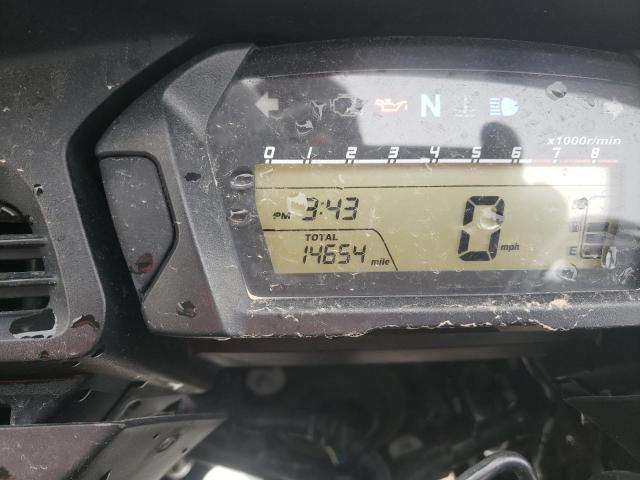 N
x1000r/min
0 1 2 3 4 5 6 7 8
PM 3:43
0 mph
TOTAL
14654 mile
E